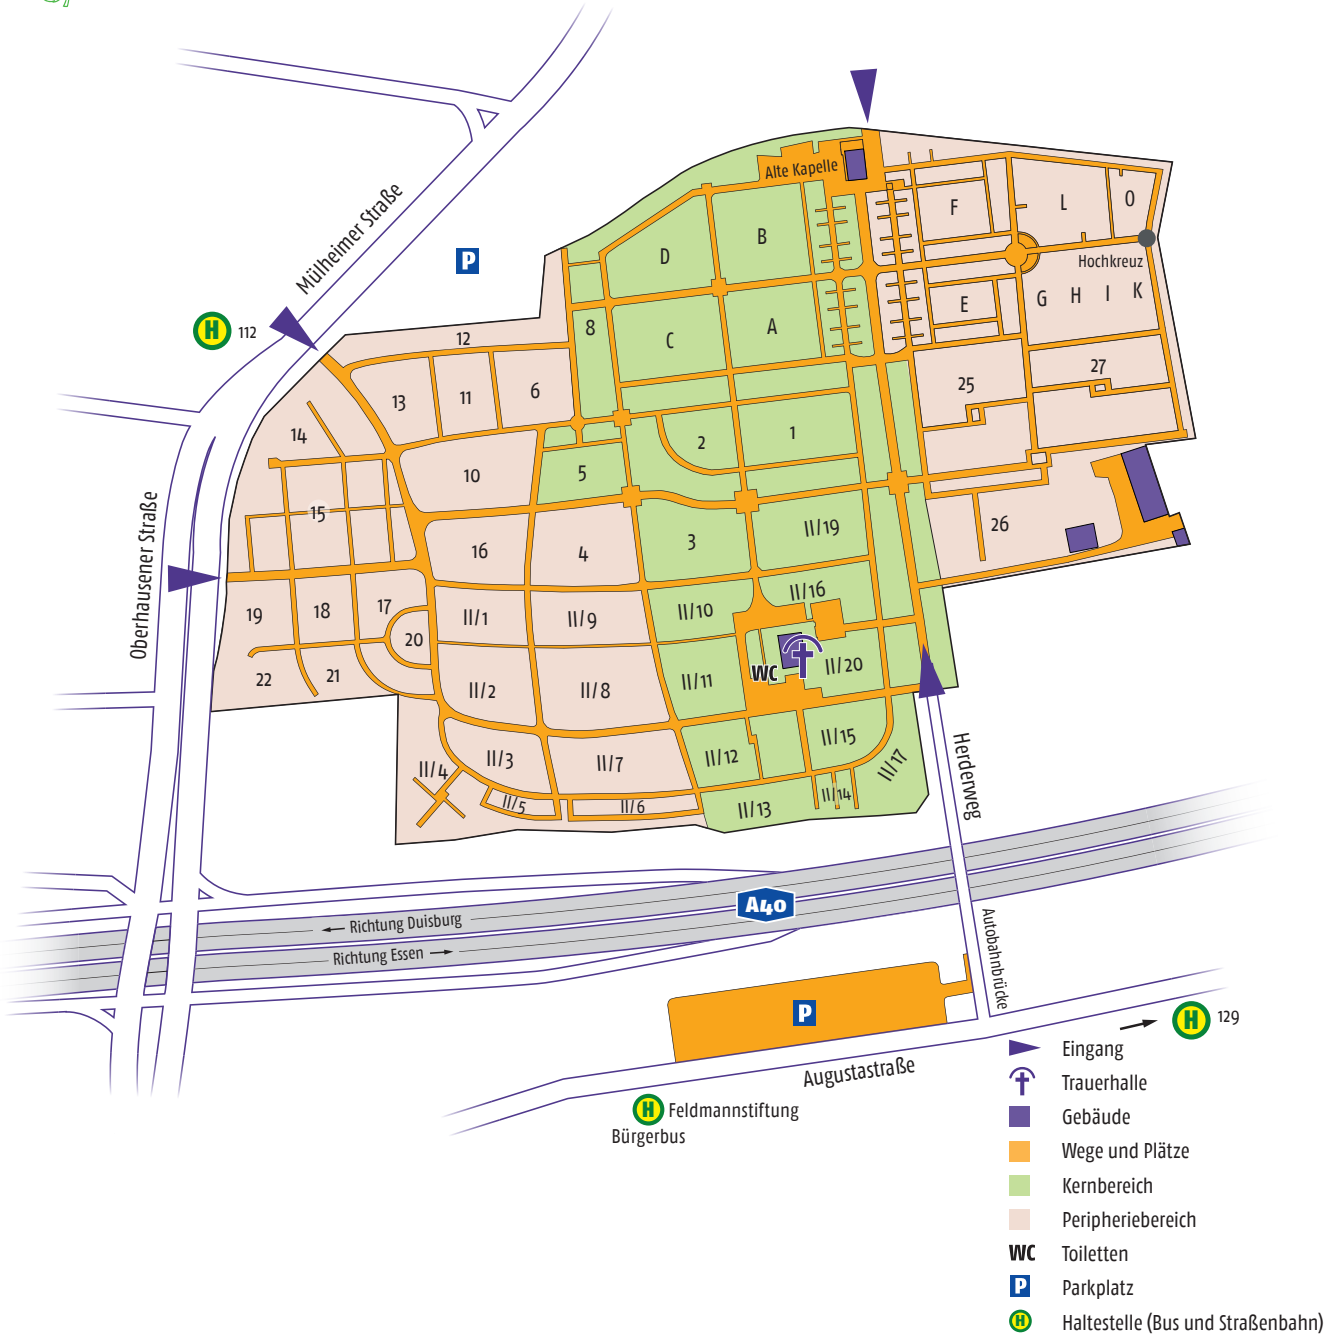 Mülheimer Straße
P
H 112
Oberhausener Straße
Alte Kapelle
F
L
O
B
D
Hochkreuz
G H I K
E
8
C
A
12
13
11
6
25
27
14
2
1
10
5
15
26
16
4
3
II/19
19
18
17
20
II/1
II/9
II/10
II/16
22
21
II/2
II/8
II/11
WC
II/20
II/3
II/4
II/7
II/12
II/15
II/17
II/5
II/6
II/13
II/14
Herderweg
A40
Richtung Duisburg
Richtung Essen
Autobahnbrücke
P
H 129
Augustastraße
H Feldmannstiftung
Bürgerbus
Eingang
Trauerhalle
Gebäude
Wege und Plätze
Kernbereich
Peripheriebereich
WC Toiletten
P Parkplatz
H Haltestelle (Bus und Straßenbahn)